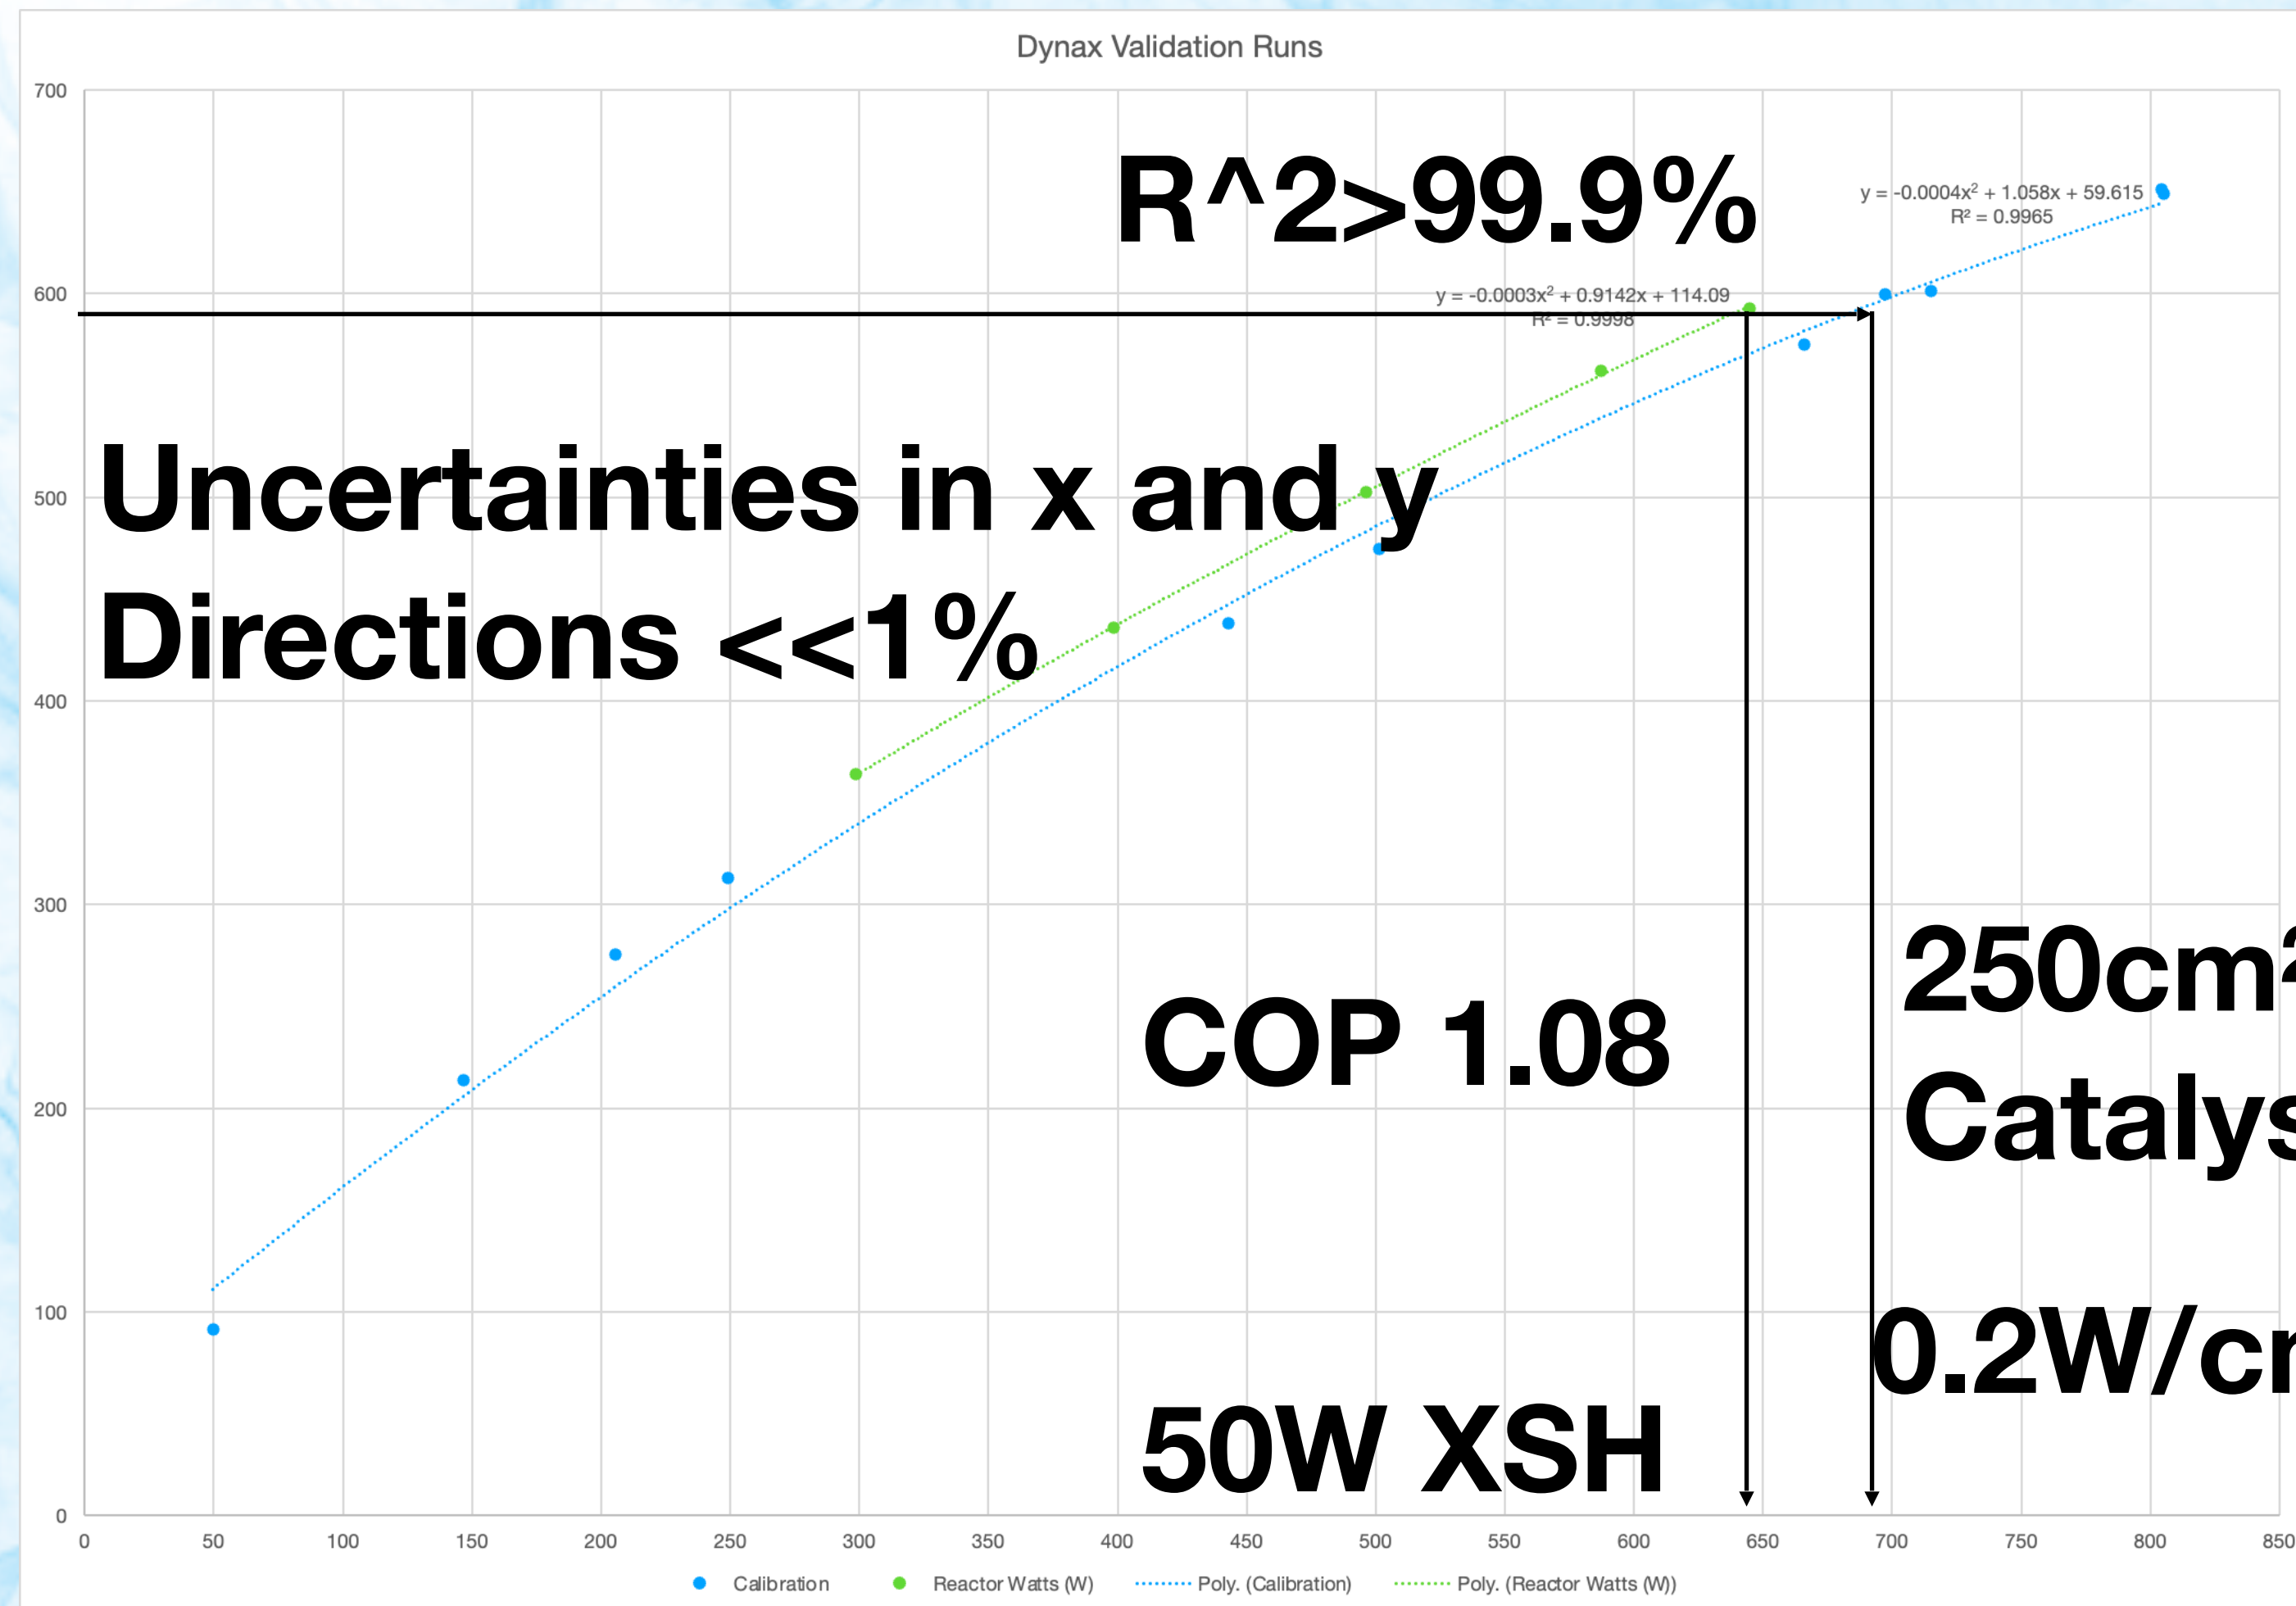 Dynax Validation Runs
700
600
500
400
300
200
100
0
R^2>99.9%
y = -0.0004x² + 1.058x + 59.615
R² = 0.9965
y = -0.0003x² + 0.9142x + 114.09
R² = 0.9998
Uncertainties in x and y
Directions <<1%
250cm²
COP 1.08
Catalys
0.2W/cm
50W XSH
0 50 100 150 200 250 300 350 400 450 500 550 600 650 700 750 800 850
Calibration Reactor Watts (W) Poly. (Calibration) Poly. (Reactor Watts (W))